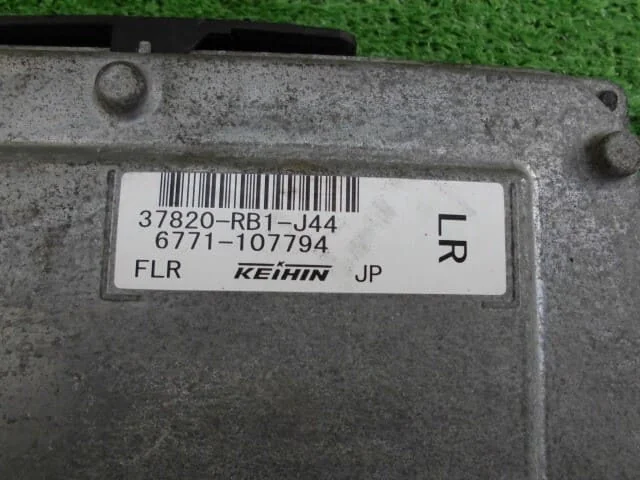 37820-RB1-J44
6771-107794
FLR KEIHIN JP
LR